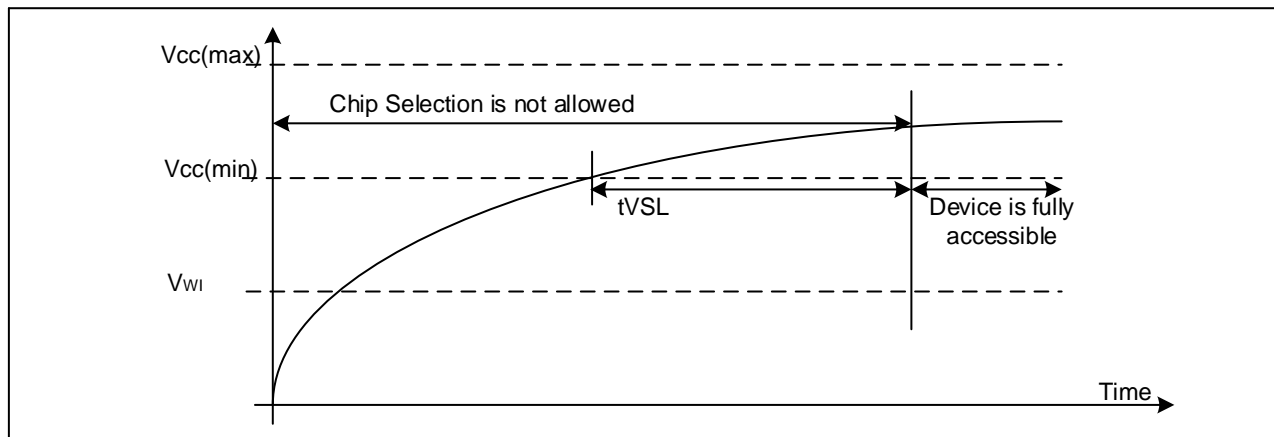 Vcc(max)
Chip Selection is not allowed
Vcc(min)
tVSL
Device is fully
accessible
VWI
Time